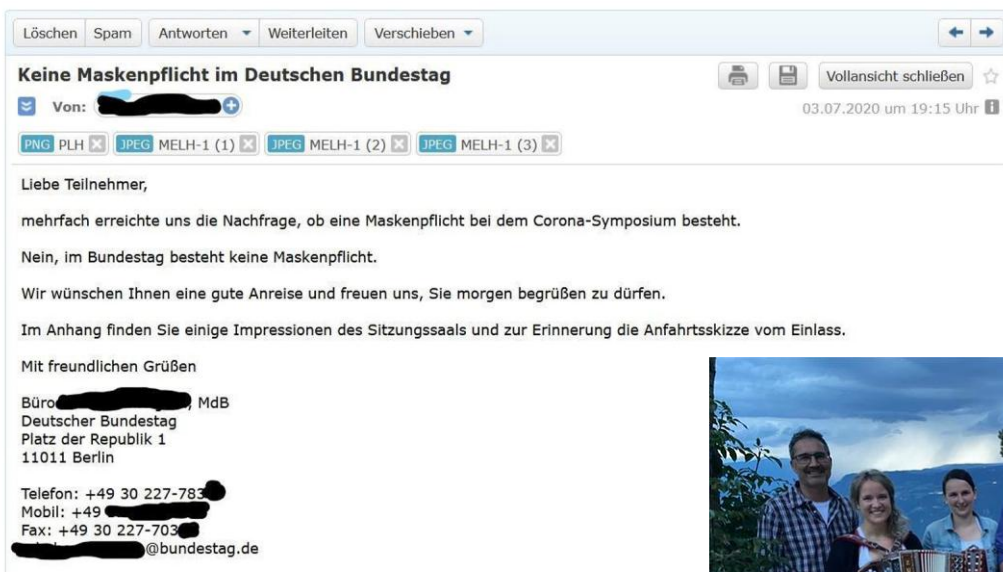 Löschen Spam Antworten Weiterleiten Verschieben
Keine Maskenpflicht im Deutschen Bundestag
Vollansicht schließen
Von:
03.07.2020 um 19:15 Uhr
PNG PLH JPEG MELH-1 (1) JPEG MELH-1 (2) JPEG MELH-1 (3)
Liebe Teilnehmer,
mehrfach erreichte uns die Nachfrage, ob eine Maskenpflicht bei dem Corona-Symposium besteht.
Nein, im Bundestag besteht keine Maskenpflicht.
Wir wünschen Ihnen eine gute Anreise und freuen uns, Sie morgen begrüßen zu dürfen.
Im Anhang finden Sie einige Impressionen des Sitzungssaals und zur Erinnerung die Anfahrtsskizze vom Einlass.
Mit freundlichen Grüßen
Büro , MdB
Deutscher Bundestag
Platz der Republik 1
11011 Berlin
Telefon: +49 30 227-783
Mobil: +49
Fax: +49 30 227-703
@bundestag.de